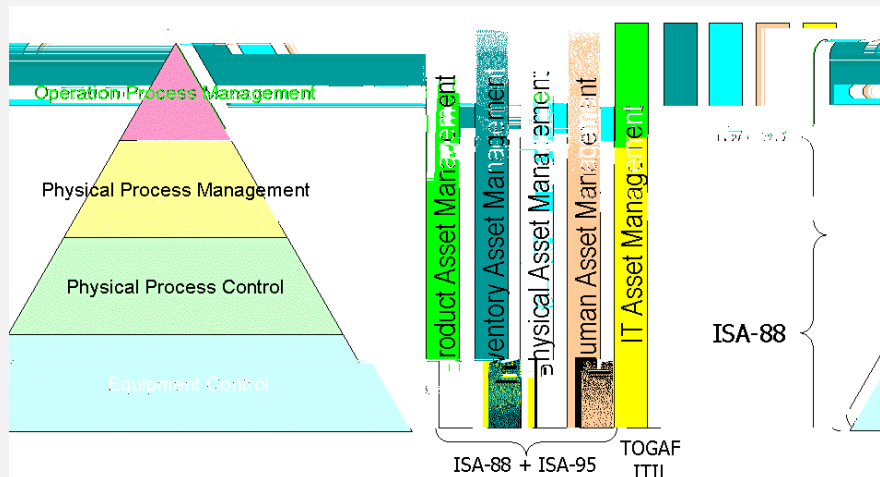 Operation Process Management
Physical Process Management
Physical Process Control
Equipment Control
roduct Asset Management
ventory Asset Management
hysical Asset Management
uman Asset Management
IT Asset Management
ISA-88
ISA-88 + ISA-95
TOGAF
ITIL